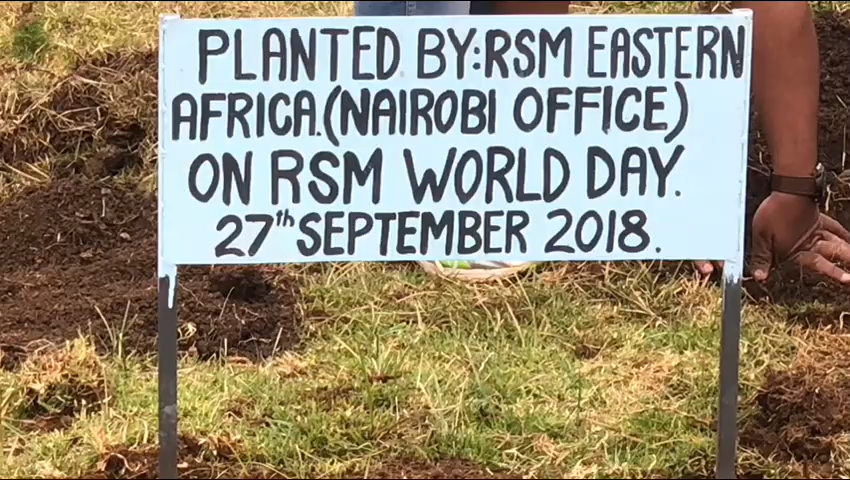 PLANTED BY:RSM EASTERN
AFRICA.(NAIROBI OFFICE)
ON RSM WORLD DAY.
27th SEPTEMBER 2018.